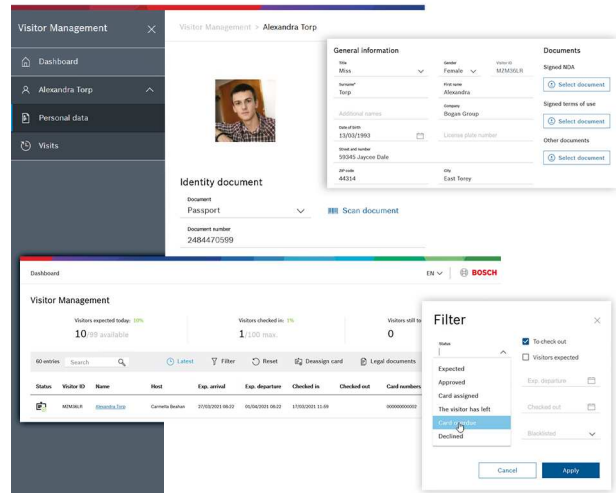 Visitor Management
Dashboard
Alexandra Torp
Personal data
Visits
Visitor Management > Alexandra Torp
Identity document
Document
Passport
Scan document
Document number
2484470599
General information
Title
Miss
Gender
Female
Visitor ID
MZM36LR
Surname*
Torp
First name
Alexandra
Additional names
Company
Bogan Group
Date of birth
13/03/1993
License plate number
Street and number
59345 Jaycee Dale
ZIP code
44314
City
East Torey
Documents
Signed NDA
Select document
Signed terms of use
Select document
Other documents
Select document
Dashboard
EN
BOSCH
Visitor Management
Visitors expected today: 10%
10/99 available
Visitors checked in: 1%
1/100 max.
Visitors still to
0
60 entries
Search
Latest
Filter
Reset
Deassign card
Legal documents
Status Visitor ID Name Host Exp. arrival Exp. departure Checked in Checked out Card numbers
MZM36LR Alexandra Torp Carmella Beahan 27/03/2021 08:22 01/04/2021 08:22 17/03/2021 11:59 000000000002
Filter
Status
To check out
Visitors expected
Expected
Approved
Card assigned
The visitor has left
Card overdue
Declined
Exp. departure
Checked out
Blacklisted
Cancel
Apply